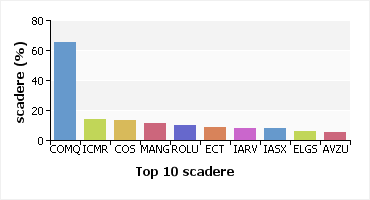 80
60
40
20
0
scadere (%)
COMQ ICMR COS MANG ROLU ECT IARV IASX ELGS AVZU
Top 10 scadere